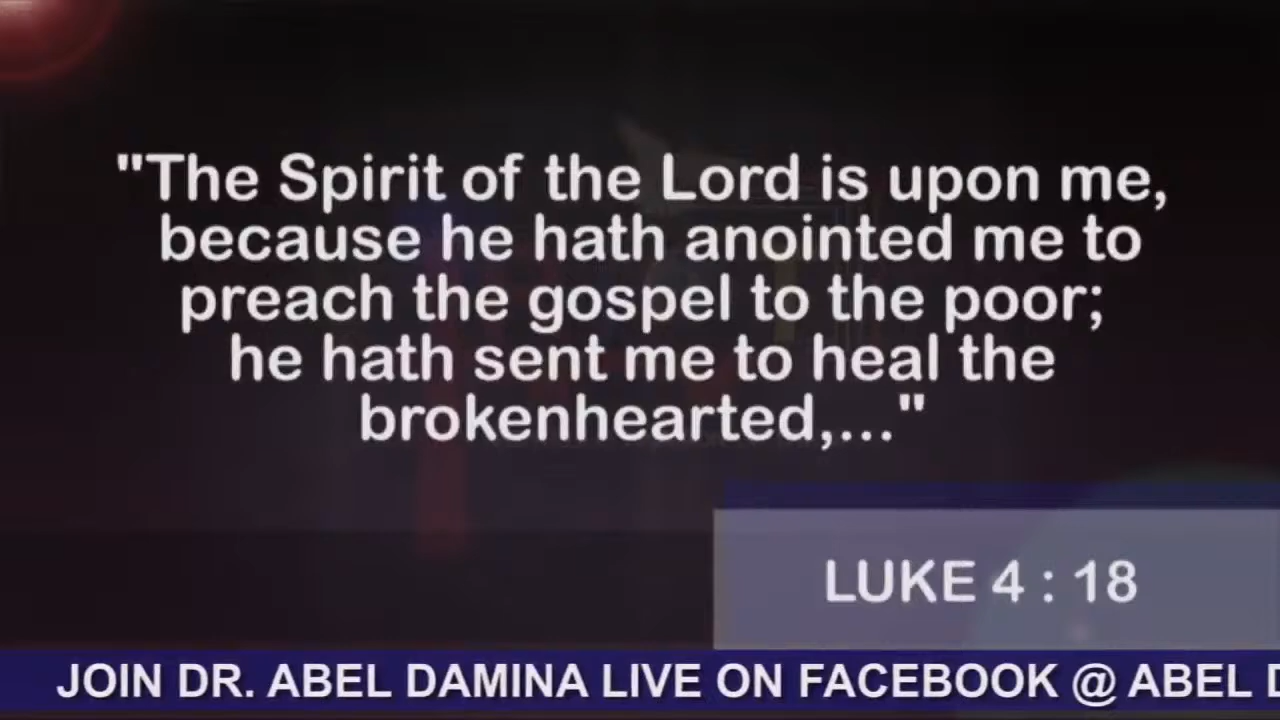 "The Spirit of the Lord is upon me,
because he hath anointed me to
preach the gospel to the poor;
he hath sent me to heal the
brokenhearted,..."
LUKE 4 : 18
JOIN DR. ABEL DAMINA LIVE ON FACEBOOK @ ABEL